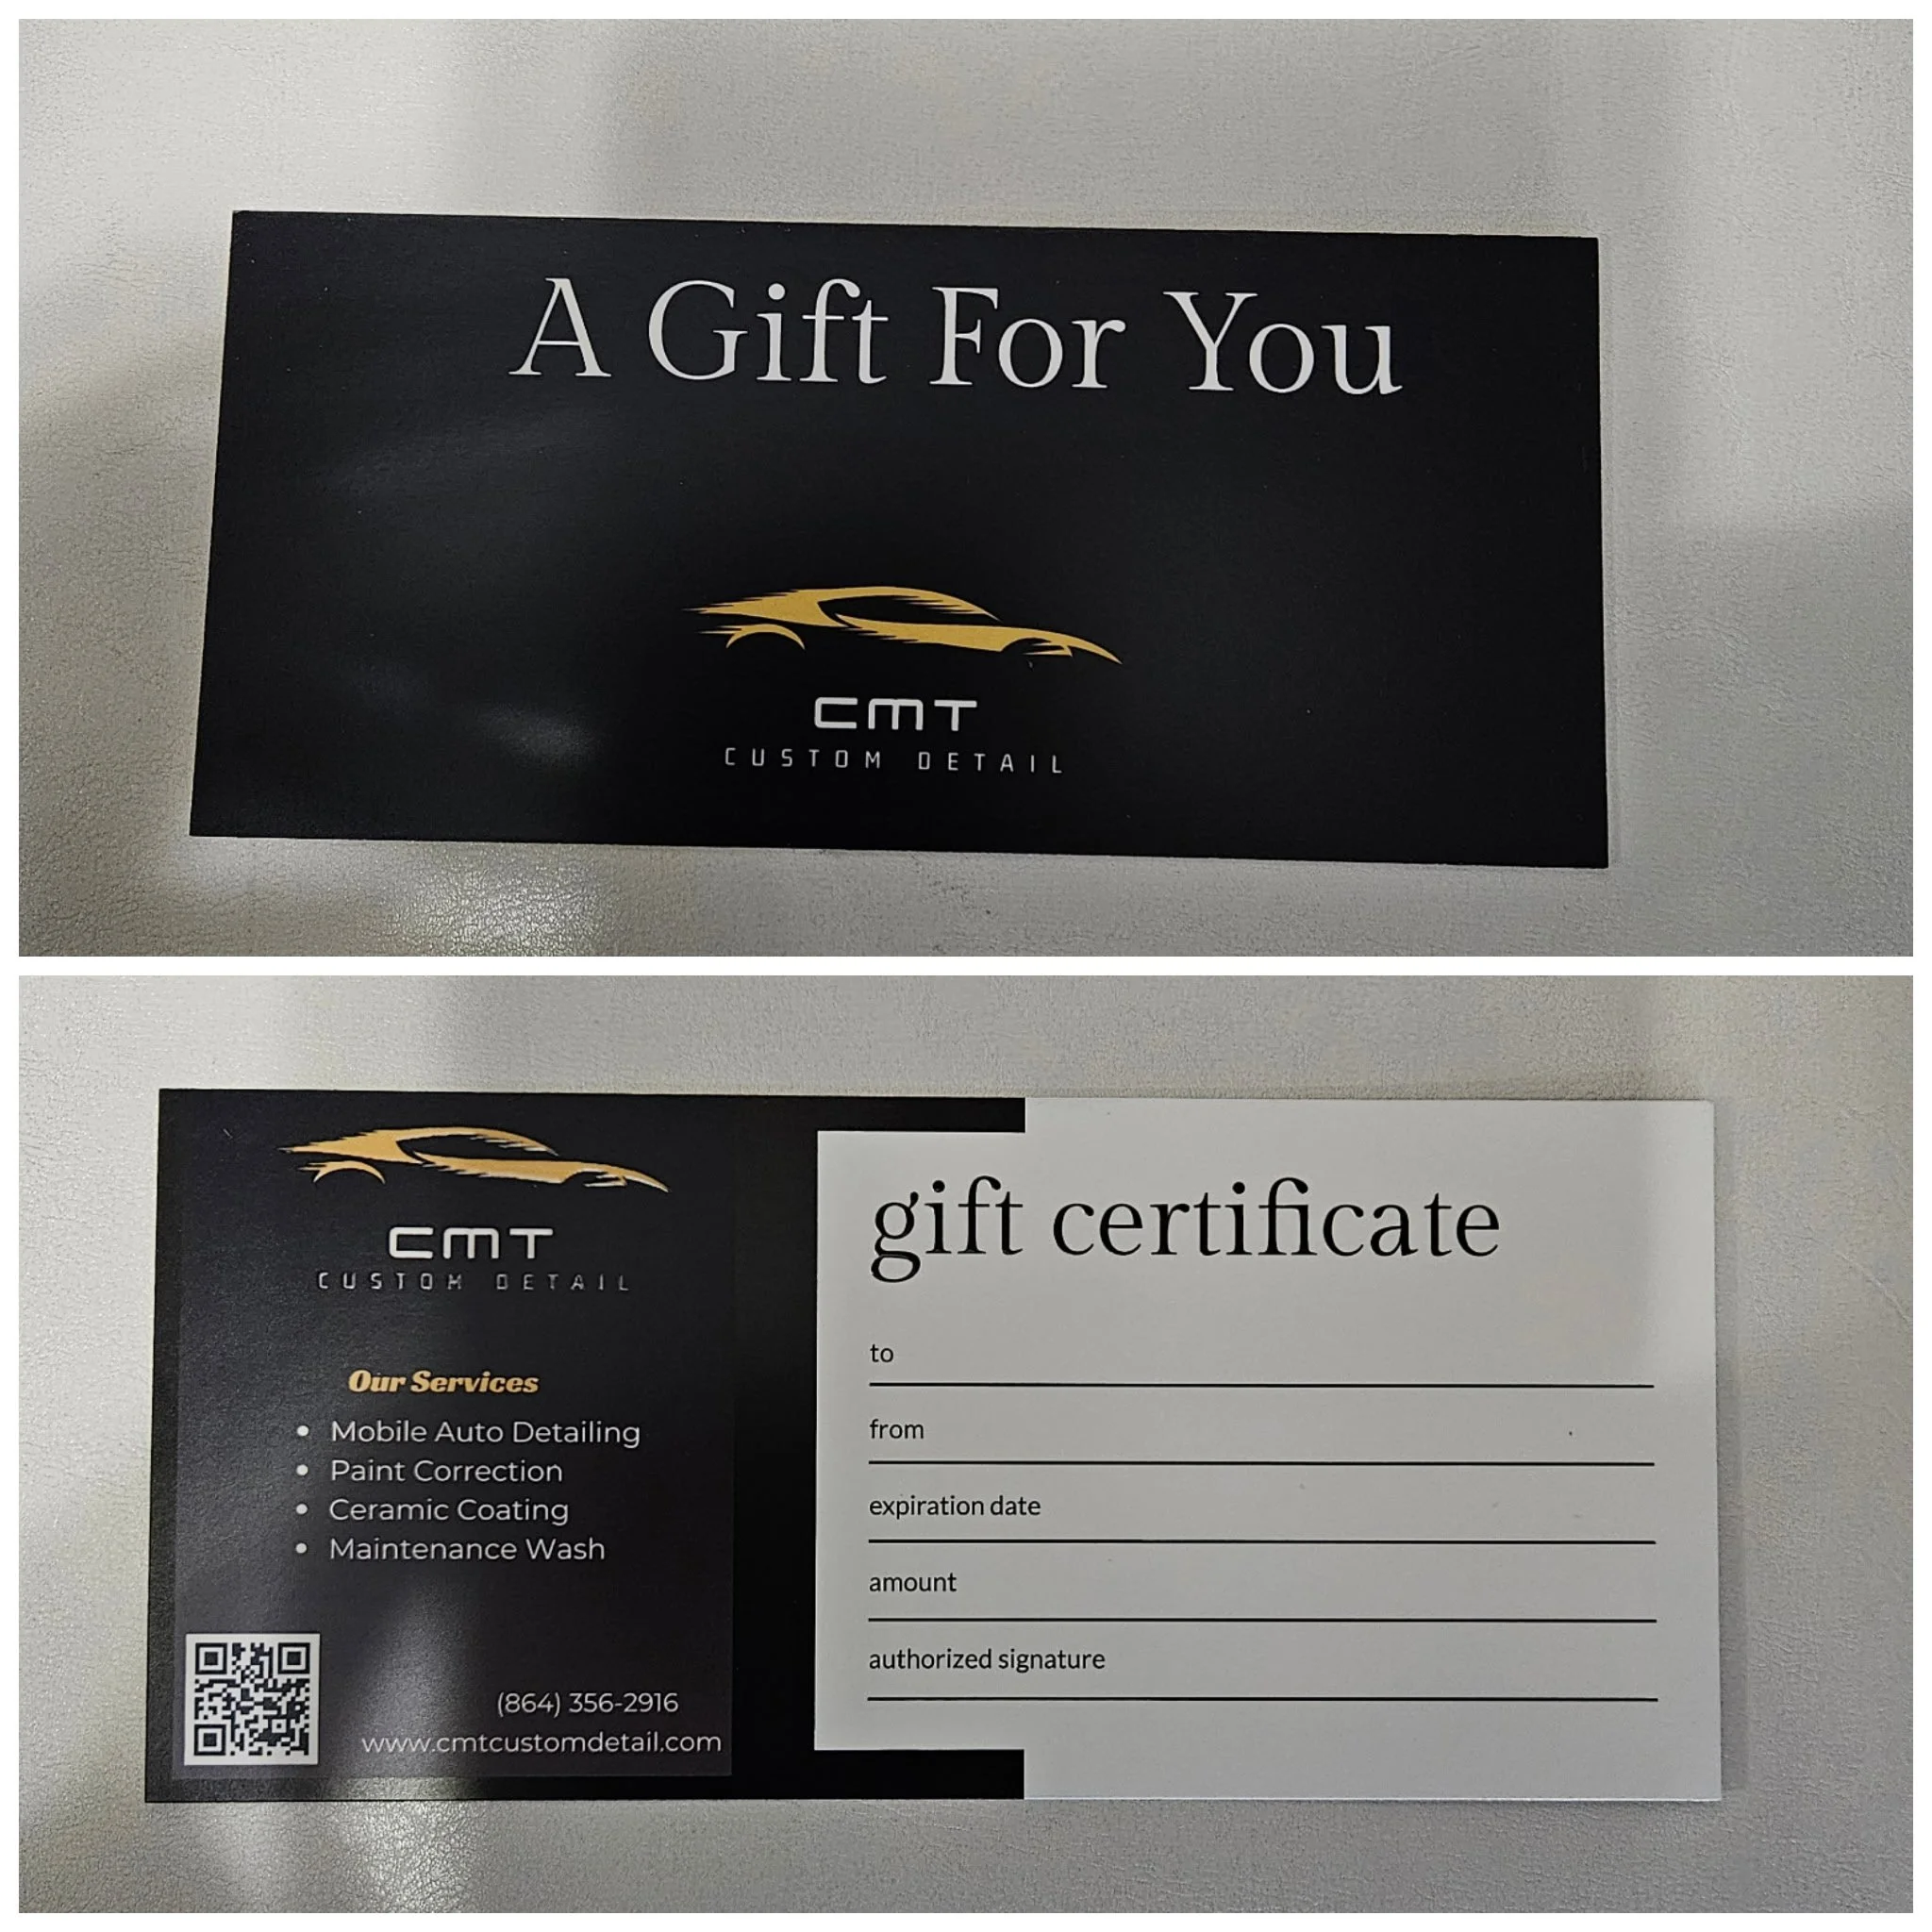 A Gift For You
CMT
CUSTOM DETAIL
CMT
CUSTOM DETAIL
Our Services
• Mobile Auto Detailing
• Paint Correction
• Ceramic Coating
• Maintenance Wash
(864) 356-2916
www.cmtcustomdetail.com
gift certificate
to
from
expiration date
amount
authorized signature